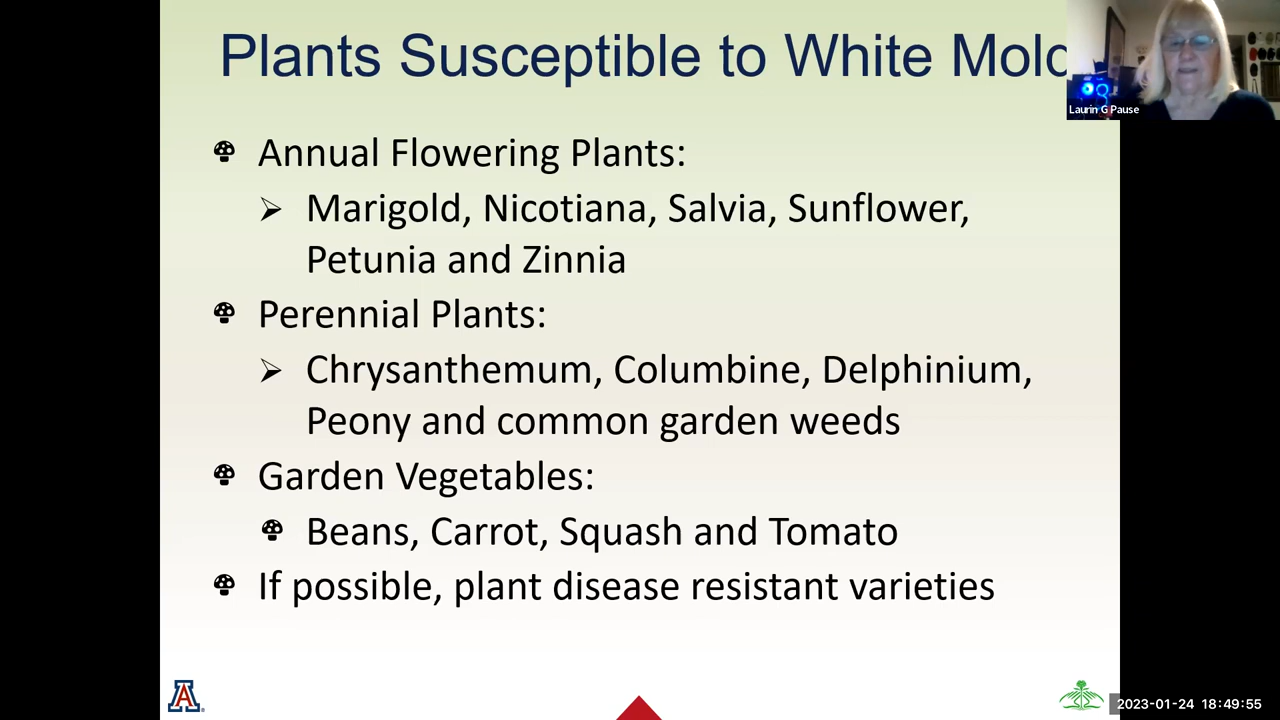 Plants Susceptible to White Mold
Laurin G Pause
Annual Flowering Plants:
Marigold, Nicotiana, Salvia, Sunflower,
Petunia and Zinnia
Perennial Plants:
Chrysanthemum, Columbine, Delphinium,
Peony and common garden weeds
Garden Vegetables:
Beans, Carrot, Squash and Tomato
If possible, plant disease resistant varieties
A
2023-01-24 18:49:55